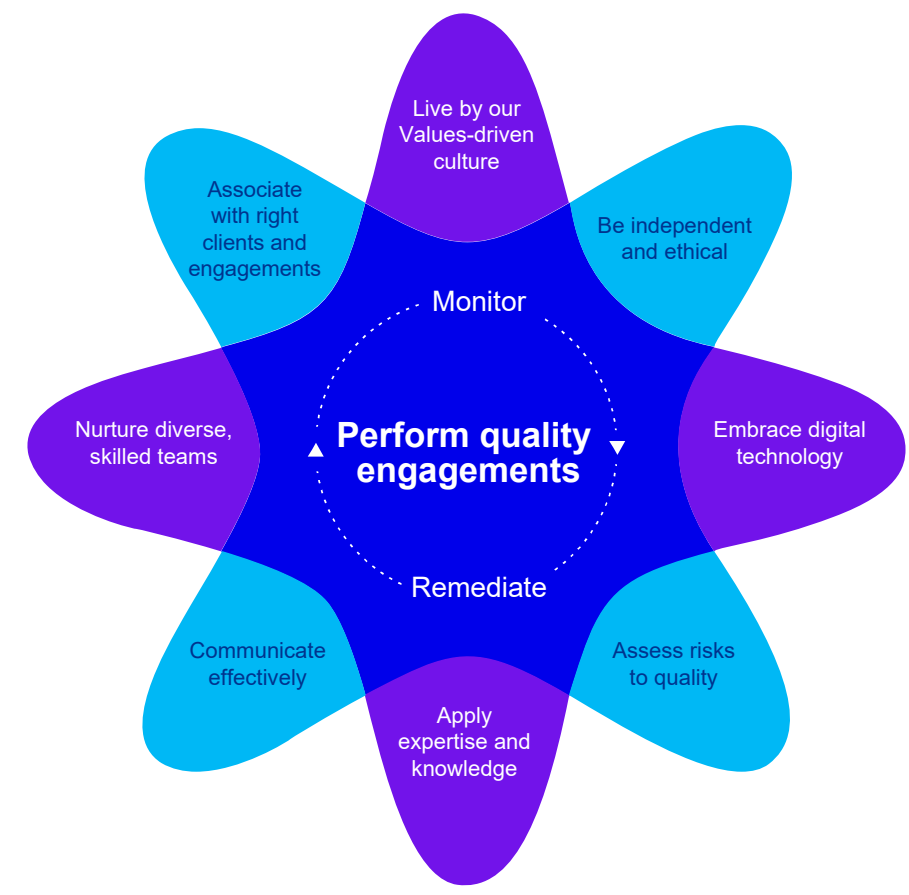 Live by our
Values-driven
culture
Associate
with right
clients and
engagements
Be independent
and ethical
Monitor
Nurture diverse,
skilled teams
Perform quality
engagements
Embrace digital
technology
Remediate
Communicate
effectively
Assess risks
to quality
Apply
expertise and
knowledge